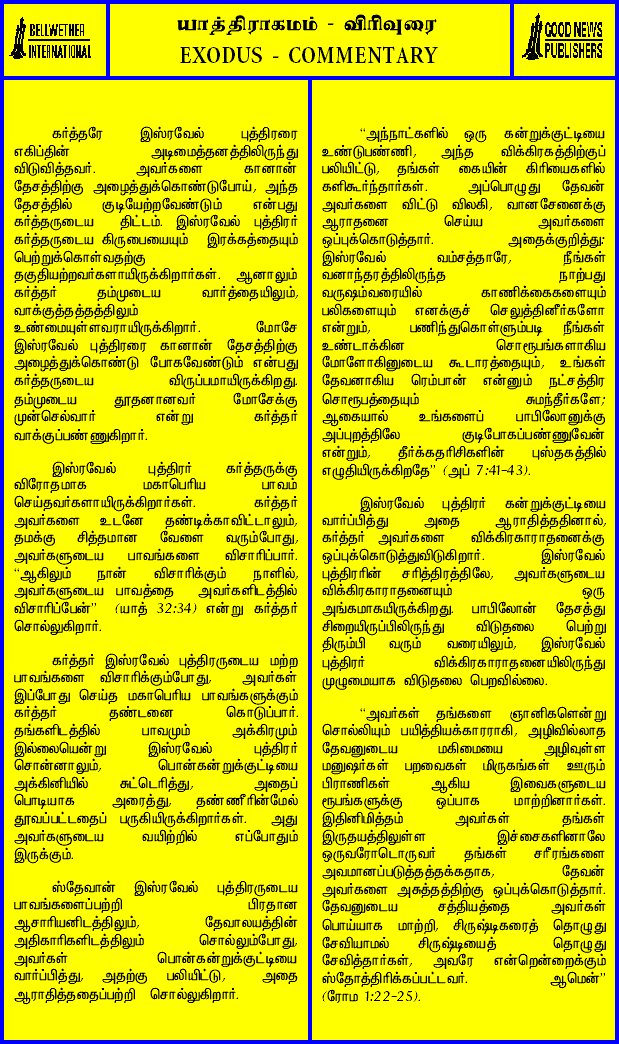 BELLWETHER
INTERNATIONAL
யாத்திராகமம் - விரிவுரை
EXODUS - COMMENTARY
GOOD NEWS
PUBLISHERS
கர்த்தரே இஸ்ரவேல் புத்திரரை
எகிப்தின் அடிமைத்தனத்திலிருந்து
விடுவித்தவர். அவர்களை கானான்
தேசத்திற்கு அழைத்துக்கொண்டுபோய், அந்த
தேசத்தில் குடியேற்றவேண்டும் என்பது
கர்த்தருடைய திட்டம். இஸ்ரவேல் புத்திரர்
கர்த்தருடைய கிருபையையும் இரக்கத்தையும்
பெற்றுக்கொள்வதற்கு
தகுதியற்றவர்களாயிருக்கிறார்கள். ஆனாலும்
கர்த்தர் தம்முடைய வார்த்தையிலும்,
வாக்குத்தத்தத்திலும்
உண்மையுள்ளவராயிருக்கிறார். மோசே
இஸ்ரவேல் புத்திரரை கானான் தேசத்திற்கு
அழைத்துக்கொண்டு போகவேண்டும் என்பது
கர்த்தருடைய விருப்பமாயிருக்கிறது.
தம்முடைய தூதனானவர் மோசேக்கு
முன்செல்வார் என்று கர்த்தர்
வாக்குப்பண்ணுகிறார்.
இஸ்ரவேல் புத்திரர் கர்த்தருக்கு
விரோதமாக மகாபெரிய பாவம்
செய்தவர்களாயிருக்கிறார்கள். கர்த்தர்
அவர்களை உடனே தண்டிக்காவிட்டாலும்,
தமக்கு சித்தமான வேளை வரும்போது,
அவர்களுடைய பாவங்களை விசாரிப்பார்.
“ஆகிலும் நான் விசாரிக்கும் நாளில்,
அவர்களுடைய பாவத்தை அவர்களிடத்தில்
விசாரிப்பேன்” (யாத் 32:34) என்று கர்த்தர்
சொல்லுகிறார்.
கர்த்தர் இஸ்ரவேல் புத்திரருடைய மற்ற
பாவங்களை விசாரிக்கும்போது, அவர்கள்
இப்போது செய்த மகாபெரிய பாவங்களுக்கும்
கர்த்தர் தண்டனை கொடுப்பார்.
தங்களிடத்தில் பாவமும் அக்கிரமும்
இல்லையென்று இஸ்ரவேல் புத்திரர்
சொன்னாலும், பொன்கன்றுக்குட்டியை
அக்கினியில் சுட்டெரித்து, அதைப்
பொடியாக அரைத்து, தண்ணீரின்மேல்
தூவப்பட்டதைப் பருகியிருக்கிறார்கள். அது
அவர்களுடைய வயிற்றில் எப்போதும்
இருக்கும்.
ஸ்தேவான் இஸ்ரவேல் புத்திரருடைய
பாவங்களைப்பற்றி பிரதான
ஆசாரியனிடத்திலும், தேவாலயத்தின்
அதிகாரிகளிடத்திலும் சொல்லும்போது,
அவர்கள் பொன்கன்றுக்குட்டியை
வார்ப்பித்து, அதற்கு பலியிட்டு, அதை
ஆராதித்ததைப்பற்றி சொல்லுகிறார்.
“அந்நாட்களில் ஒரு கன்றுக்குட்டியை
உண்டுபண்ணி, அந்த விக்கிரகத்திற்குப்
பலியிட்டு, தங்கள் கையின் கிரியைகளில்
களிகூர்ந்தார்கள். அப்பொழுது தேவன்
அவர்களை விட்டு விலகி, வானசேனைக்கு
ஆராதனை செய்ய அவர்களை
ஒப்புக்கொடுத்தார். அதைக்குறித்து:
இஸ்ரவேல் வம்சத்தாரே, நீங்கள்
வனாந்தரத்திலிருந்த நாற்பது
வருஷம்வரையில் காணிக்கைகளையும்
பலிகளையும் எனக்குச் செலுத்தினீர்களோ
என்றும், பணிந்துகொள்ளும்படி நீங்கள்
உண்டாக்கின சொரூபங்களாகிய
மோளோகினுடைய கூடாரத்தையும், உங்கள்
தேவனாகிய ரெம்பான் என்னும் நட்சத்திர
சொரூபத்தையும் சுமந்தீர்களே;
ஆகையால் உங்களைப் பாபிலோனுக்கு
அப்புறத்திலே குடிபோகப்பண்ணுவேன்
என்றும், தீர்க்கதரிசிகளின் புஸ்தகத்தில்
எழுதியிருக்கிறதே” (அப் 7:41-43).
இஸ்ரவேல் புத்திரர் கன்றுக்குட்டியை
வார்ப்பித்து அதை ஆராதித்ததினால்,
கர்த்தர் அவர்களை விக்கிரகாராதனைக்கு
ஒப்புக்கொடுத்துவிடுகிறார். இஸ்ரவேல்
புத்திரரின் சரித்திரத்திலே, அவர்களுடைய
விக்கிரகாராதனையும் ஒரு
அங்கமாகயிருக்கிறது. பாபிலோன் தேசத்து
சிறையிருப்பிலிருந்து விடுதலை பெற்று
திரும்பி வரும் வரையிலும், இஸ்ரவேல்
புத்திரர் விக்கிரகாராதனையிலிருந்து
முழுமையாக விடுதலை பெறவில்லை.
“அவர்கள் தங்களை ஞானிகளென்று
சொல்லியும் பயித்தியக்காரராகி, அழிவில்லாத
தேவனுடைய மகிமையை அழிவுள்ள
மனுஷர்கள் பறவைகள் மிருகங்கள் ஊரும்
பிராணிகள் ஆகிய இவைகளுடைய
ரூபங்களுக்கு ஒப்பாக மாற்றினார்கள்.
இதினிமித்தம் அவர்கள் தங்கள்
இருதயத்திலுள்ள இச்சைகளினாலே
ஒருவரோடொருவர் தங்கள் சரீரங்களை
அவமானப்படுத்தத்தக்கதாக, தேவன்
அவர்களை அசுத்தத்திற்கு ஒப்புக்கொடுத்தார்.
தேவனுடைய சத்தியத்தை அவர்கள்
பொய்யாக மாற்றி, சிருஷ்டிகரைத் தொழுது
சேவியாமல் சிருஷ்டியைத் தொழுது
சேவித்தார்கள், அவரே என்றென்றைக்கும்
ஸ்தோத்திரிக்கப்பட்டவர். ஆமென்”
(ரோம 1:22-25).